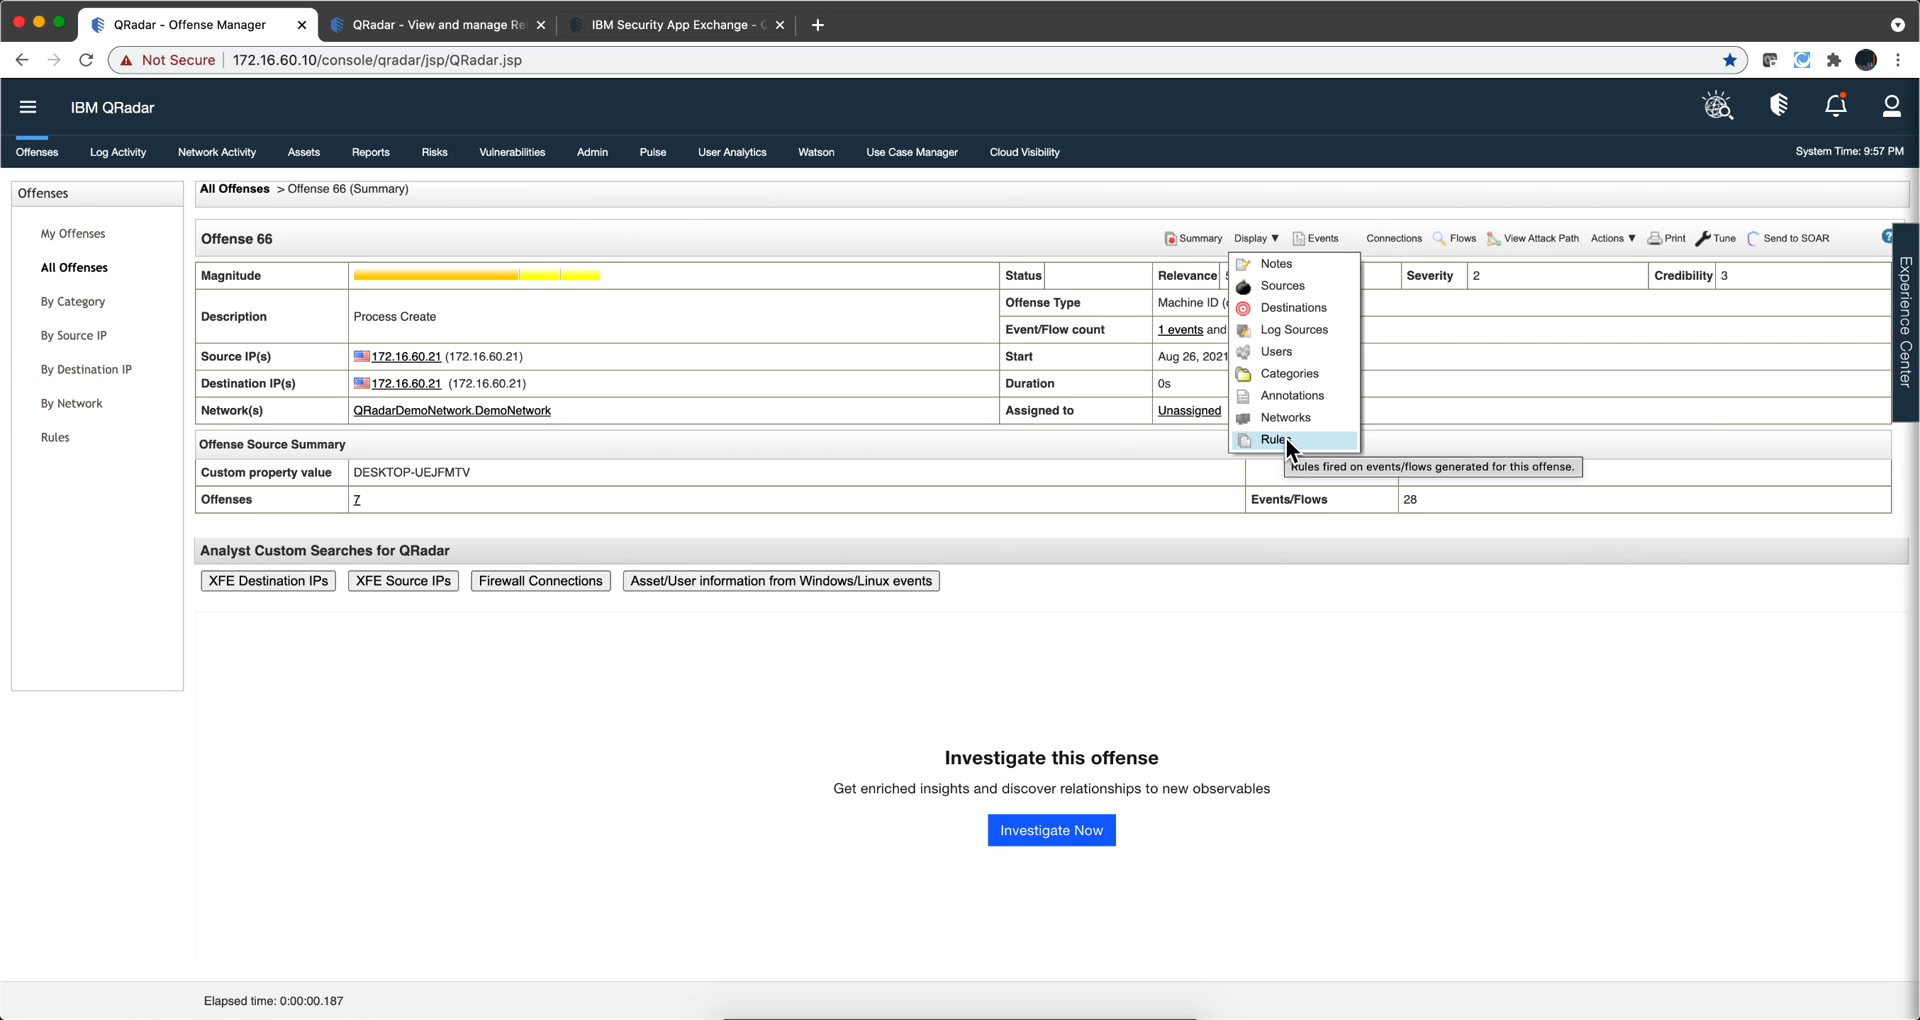 QRadar - Offense Manager
QRadar - View and manage Re
IBM Security App Exchange -
Not Secure 172.16.60.10/console/qradar/jsp/QRadar.jsp
IBM QRadar
Offenses Log Activity Network Activity Assets Reports Risks Vulnerabilities Admin Pulse User Analytics Watson Use Case Manager Cloud Visibility System Time: 9:57 PM
Offenses
My Offenses
All Offenses
By Category
By Source IP
By Destination IP
By Network
Rules
All Offenses > Offense 66 (Summary)
Offense 66 Summary Display ▼ Events Connections Flows View Attack Path Actions ▼ Print Tune Send to SOAR ?
Magnitude Status Relevance Severity 2 Credibility 3
Description Process Create
Offense Type Machine ID
Event/Flow count 1 events and
Source IP(s) 172.16.60.21 (172.16.60.21) Start Aug 26, 2021
Destination IP(s) 172.16.60.21 (172.16.60.21) Duration 0s
Network(s) QRadarDemoNetwork.DemoNetwork Assigned to Unassigned
Notes
Sources
Destinations
Log Sources
Users
Categories
Annotations
Networks
Rules
Rules fired on events/flows generated for this offense.
Experience Center
Offense Source Summary
Custom property value DESKTOP-UEJFMTV
Offenses 7 Events/Flows 28
Analyst Custom Searches for QRadar
XFE Destination IPs XFE Source IPs Firewall Connections Asset/User information from Windows/Linux events
Investigate this offense
Get enriched insights and discover relationships to new observables
Investigate Now
Elapsed time: 0:00:00.187